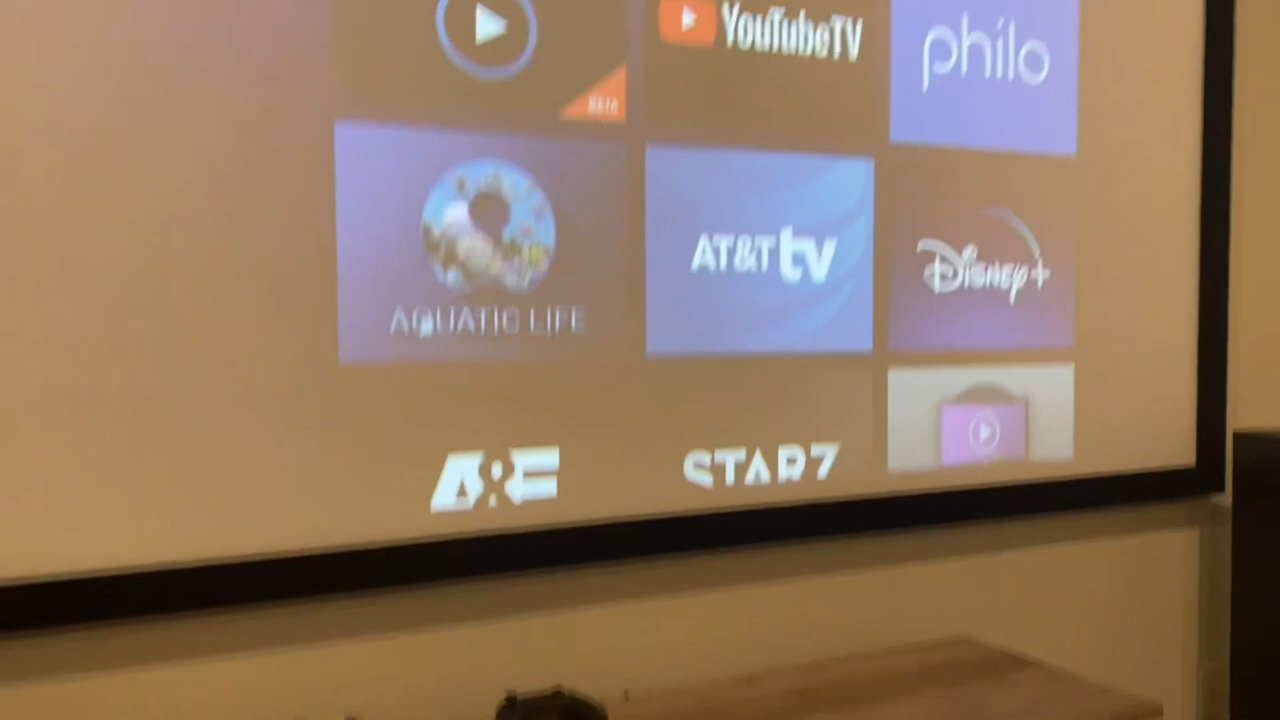 YouTubeTV
philo
BETA
AQUATIC LIFE
AT&T tv
Disney+
A&E
STARZ